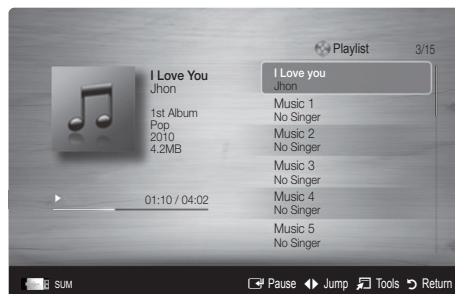 Playlist 3/15
I Love You
Jhon
1st Album
Pop
2010
4.2MB
01:10 / 04:02
I Love you
Jhon
Music 1
No Singer
Music 2
No Singer
Music 3
No Singer
Music 4
No Singer
Music 5
No Singer
SUM Pause Jump Tools Return